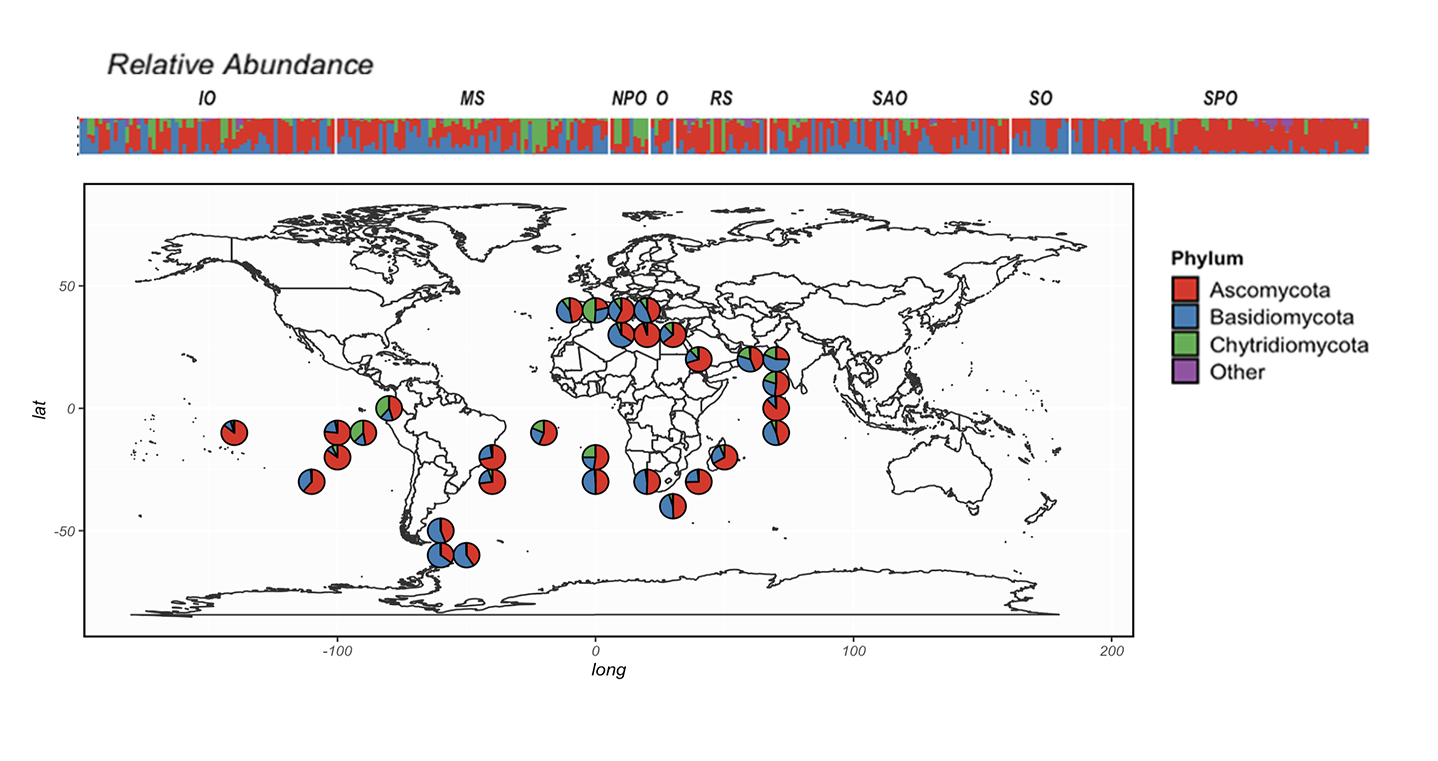 Relative Abundance
IO MS NPO O RS SAO SO SPO
Phylum
Ascomycota
Basidiomycota
Chytridiomycota
Other
50
0
-50
lat
-100 0 100 200
long